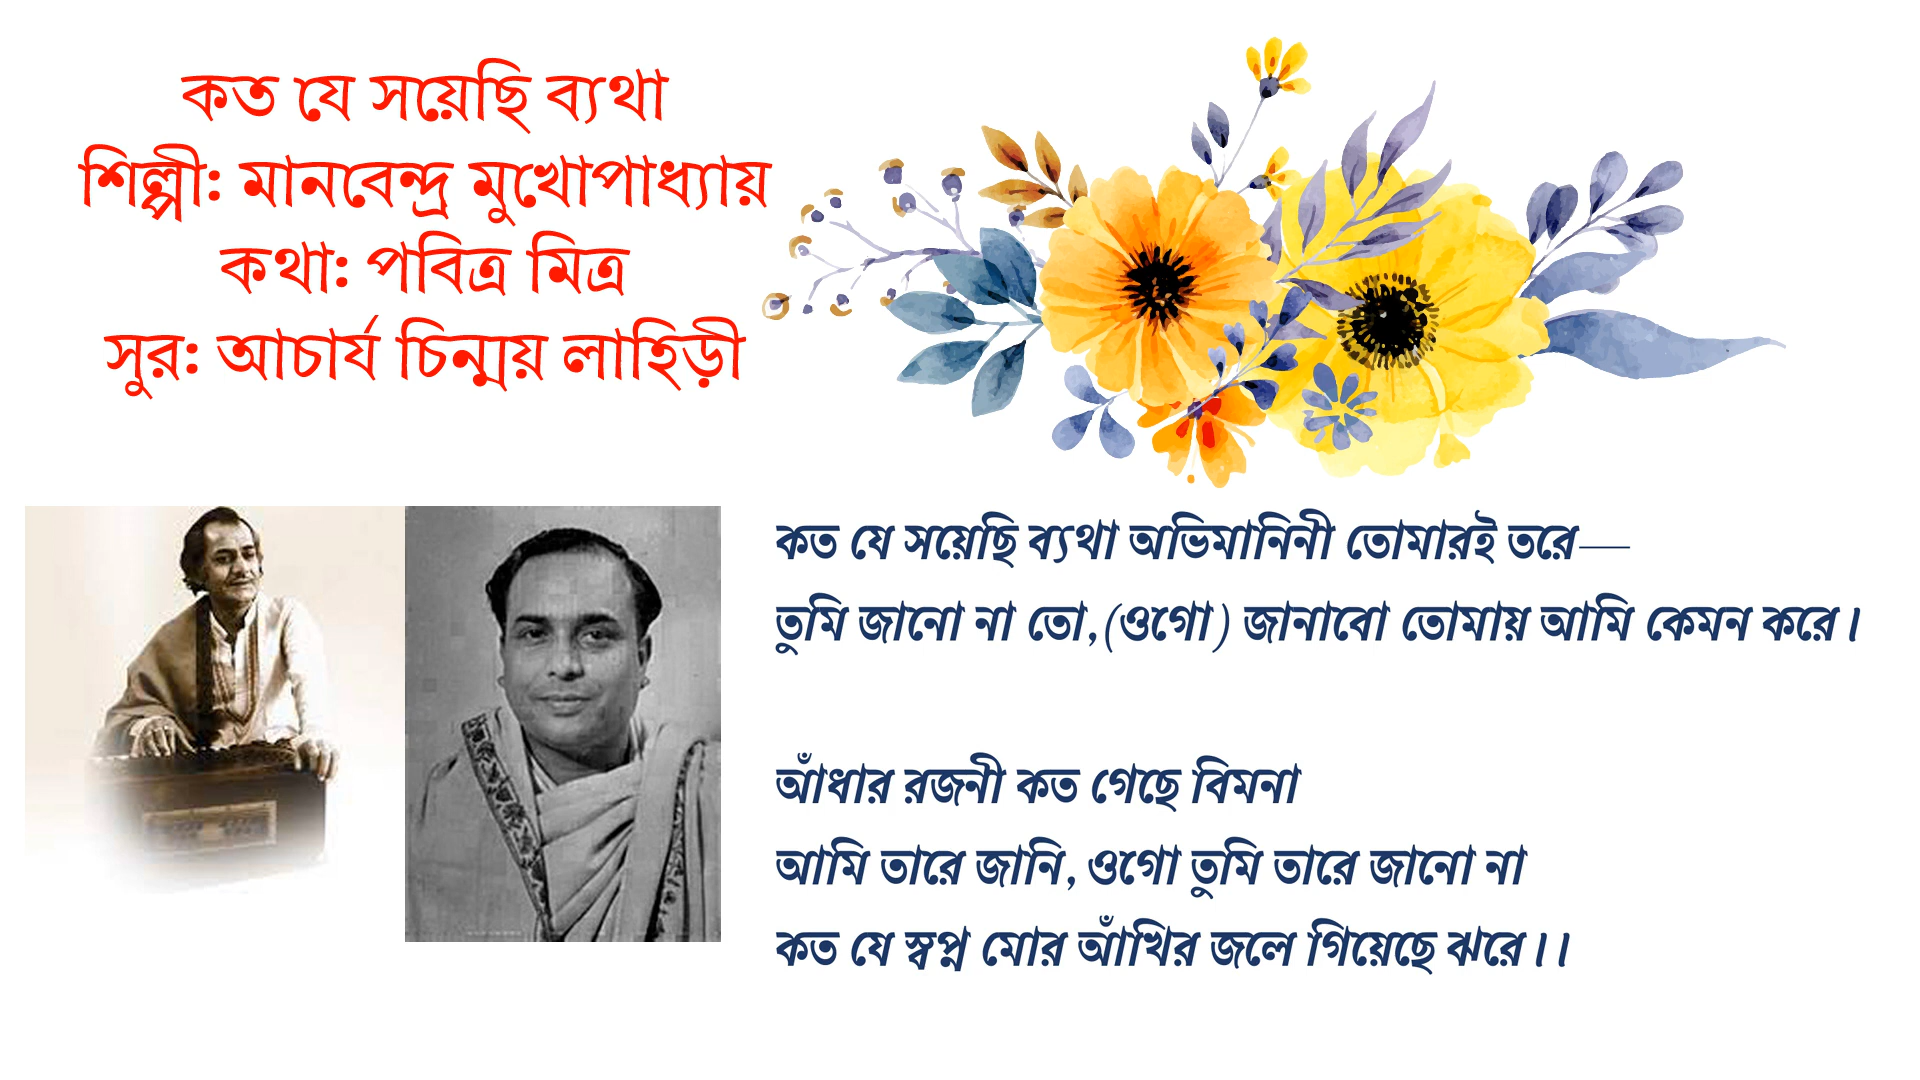 কত যে সয়েছি ব্যথা
শিল্পী: মানবেন্দ্র মুখোপাধ্যায়
কথা: পবিত্র মিত্র
সুর: আচার্য চিন্ময় লাহিড়ী
কত যে সয়েছি ব্যথা অভিমানিনী তোমারই তরে—
তুমি জানো না তো,(ওগো) জানাবো তোমায় আমি কেমন করে।
আঁধার রজনী কত গেছে বিমনা
আমি তারে জানি, ওগো তুমি তারে জানো না
কত যে স্বপ্ন মোর আঁখির জলে গিয়েছে ঝরে।।